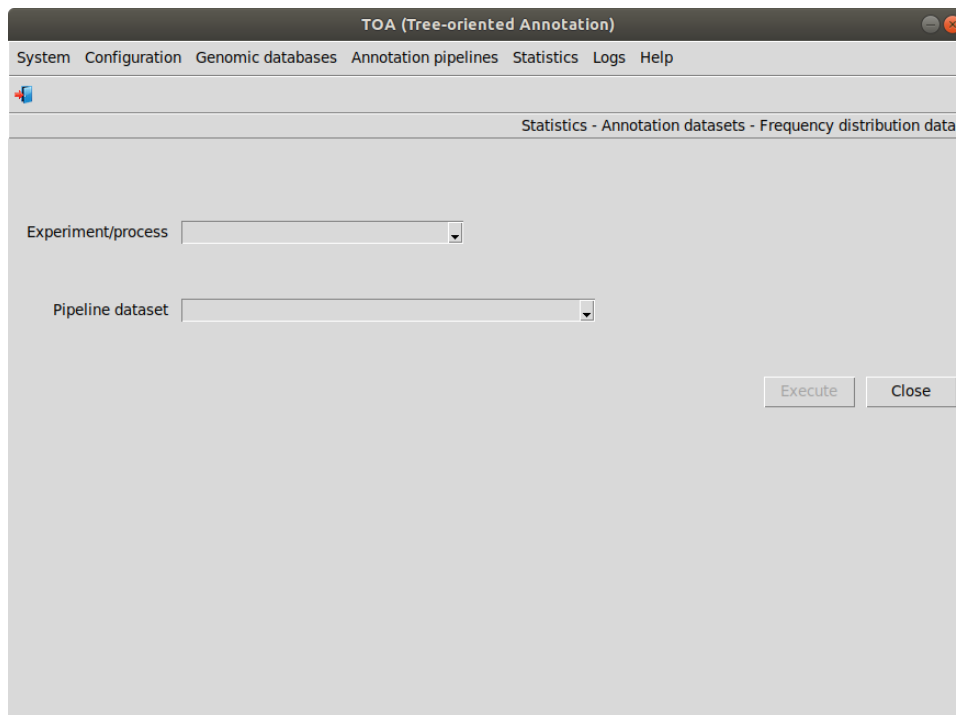 TOA (Tree-oriented Annotation)
System Configuration Genomic databases Annotation pipelines Statistics Logs Help
Statistics - Annotation datasets - Frequency distribution data
Experiment/process
Pipeline dataset
Execute Close